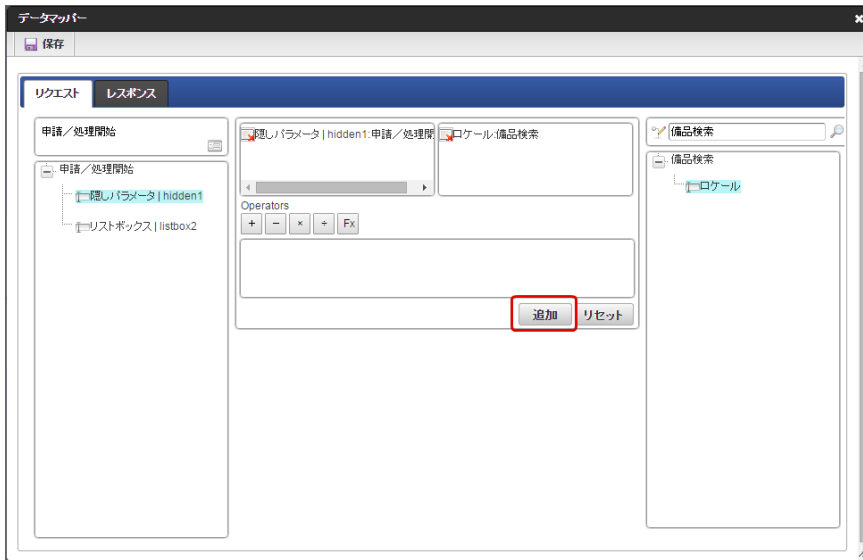 データマッパー
保存
リクエスト
レスポンス
申請／処理開始
申請／処理開始
隠しパラメータ | hidden1
リストボックス | listbox2
隠しパラメータ | hidden1:申請／処理開
ロケール:備品検索
Operators
+ − × ÷ Fx
追加
リセット
備品検索
備品検索
ロケール